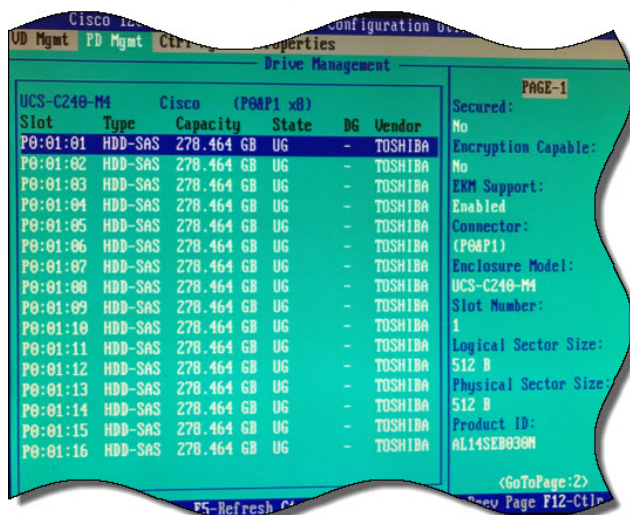 Cisco 12G Configuration
VD Mgmt PD Mgmt Ctrl Mgmt Properties
Drive Management
UCS-C240-M4 Cisco (P0&P1 x8)
Slot Type Capacity State DG Vendor
P0:01:01 HDD-SAS 278.464 GB UG - TOSHIBA
P0:01:02 HDD-SAS 278.464 GB UG - TOSHIBA
P0:01:03 HDD-SAS 278.464 GB UG - TOSHIBA
P0:01:04 HDD-SAS 278.464 GB UG - TOSHIBA
P0:01:05 HDD-SAS 278.464 GB UG - TOSHIBA
P0:01:06 HDD-SAS 278.464 GB UG - TOSHIBA
P0:01:07 HDD-SAS 278.464 GB UG - TOSHIBA
P0:01:08 HDD-SAS 278.464 GB UG - TOSHIBA
P0:01:09 HDD-SAS 278.464 GB UG - TOSHIBA
P0:01:10 HDD-SAS 278.464 GB UG - TOSHIBA
P0:01:11 HDD-SAS 278.464 GB UG - TOSHIBA
P0:01:12 HDD-SAS 278.464 GB UG - TOSHIBA
P0:01:13 HDD-SAS 278.464 GB UG - TOSHIBA
P0:01:14 HDD-SAS 278.464 GB UG - TOSHIBA
P0:01:15 HDD-SAS 278.464 GB UG - TOSHIBA
P0:01:16 HDD-SAS 278.464 GB UG - TOSHIBA
PAGE-1
Secured:
No
Encryption Capable:
No
EKM Support:
Enabled
Connector:
(P0&P1)
Enclosure Model:
UCS-C240-M4
Slot Number:
1
Logical Sector Size:
512 B
Physical Sector Size:
512 B
Product ID:
AL14SEB030N
<GoToPage:2>
F5-Refresh Page F12-Ctlr